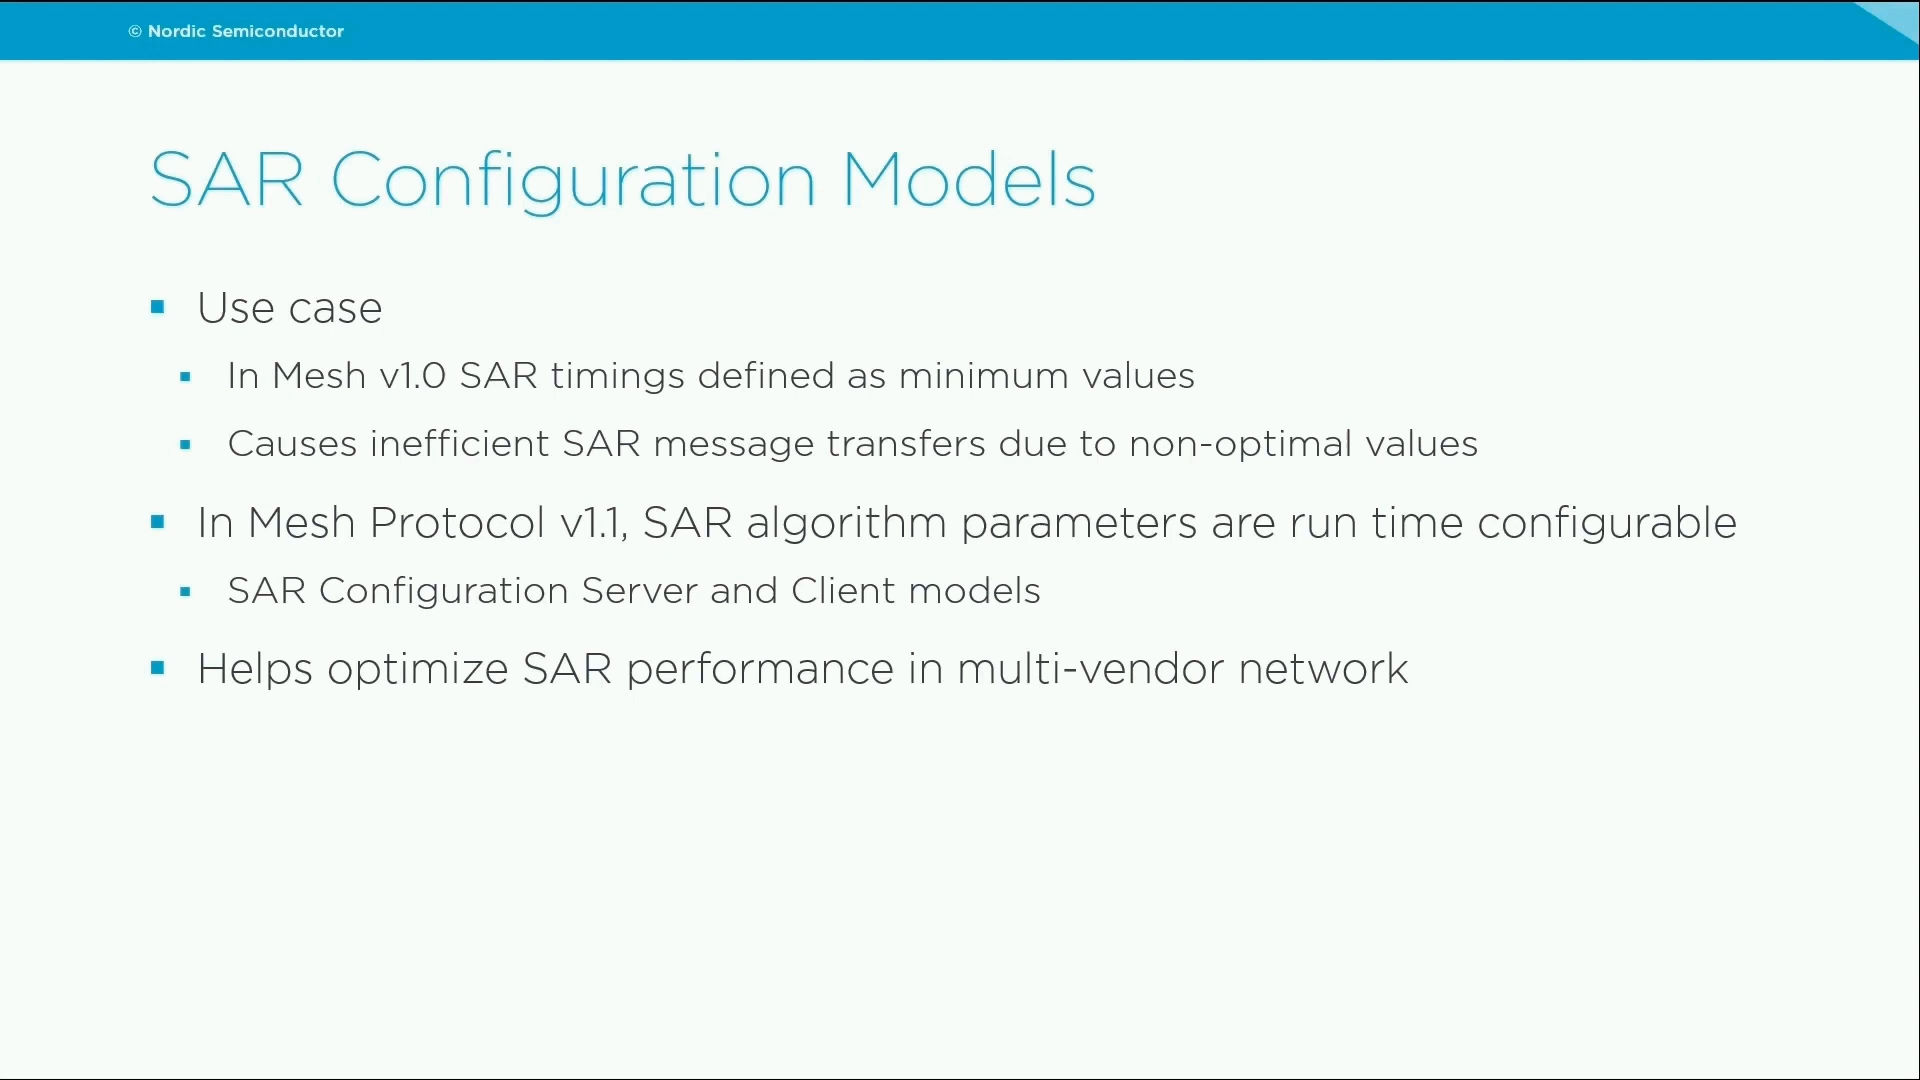 © Nordic Semiconductor
SAR Configuration Models
Use case
In Mesh v1.0 SAR timings defined as minimum values
Causes inefficient SAR message transfers due to non-optimal values
In Mesh Protocol v1.1, SAR algorithm parameters are run time configurable
SAR Configuration Server and Client models
Helps optimize SAR performance in multi-vendor network